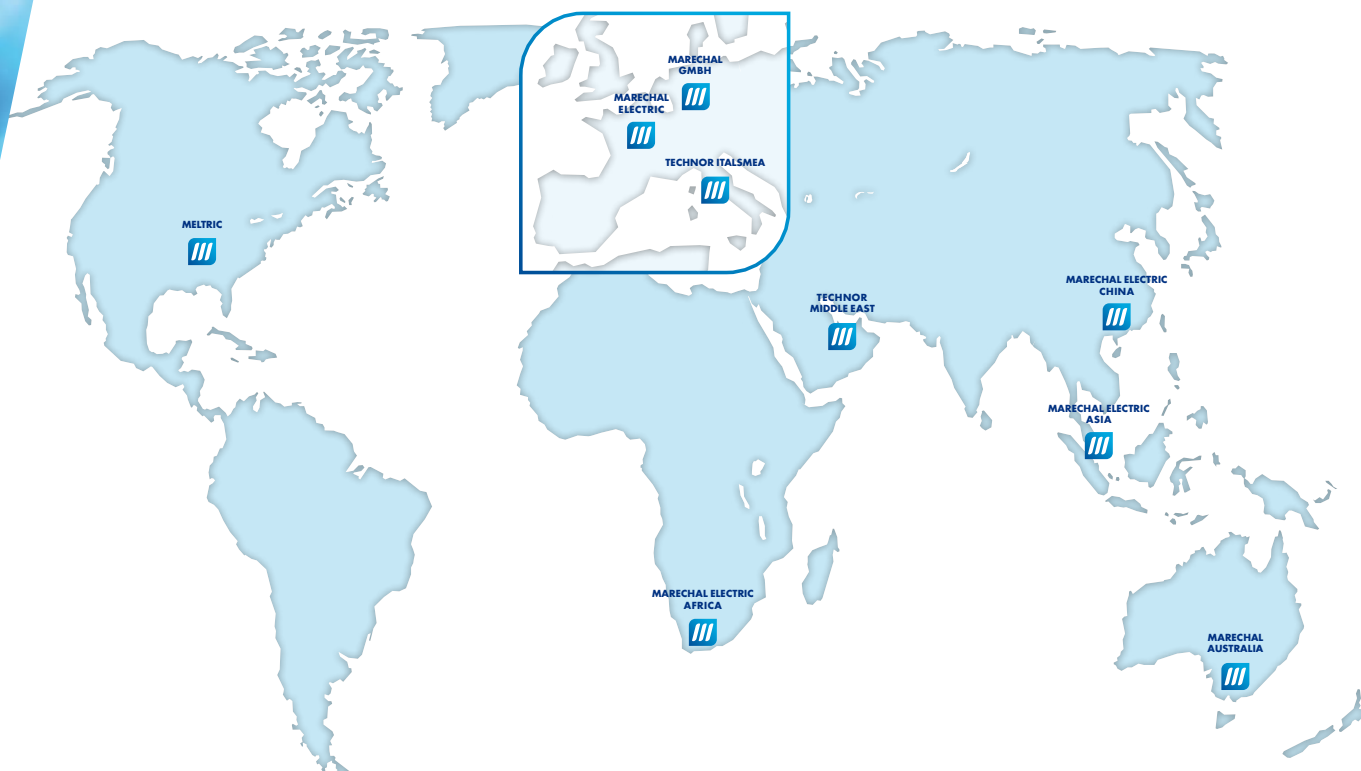 MARECHAL
GMBH
MARECHAL
ELECTRIC
TECHNOR ITALSMEA
MELTRIC
MARECHAL ELECTRIC
CHINA
TECHNOR
MIDDLE EAST
MARECHAL ELECTRIC
ASIA
MARECHAL ELECTRIC
AFRICA
MARECHAL
AUSTRALIA